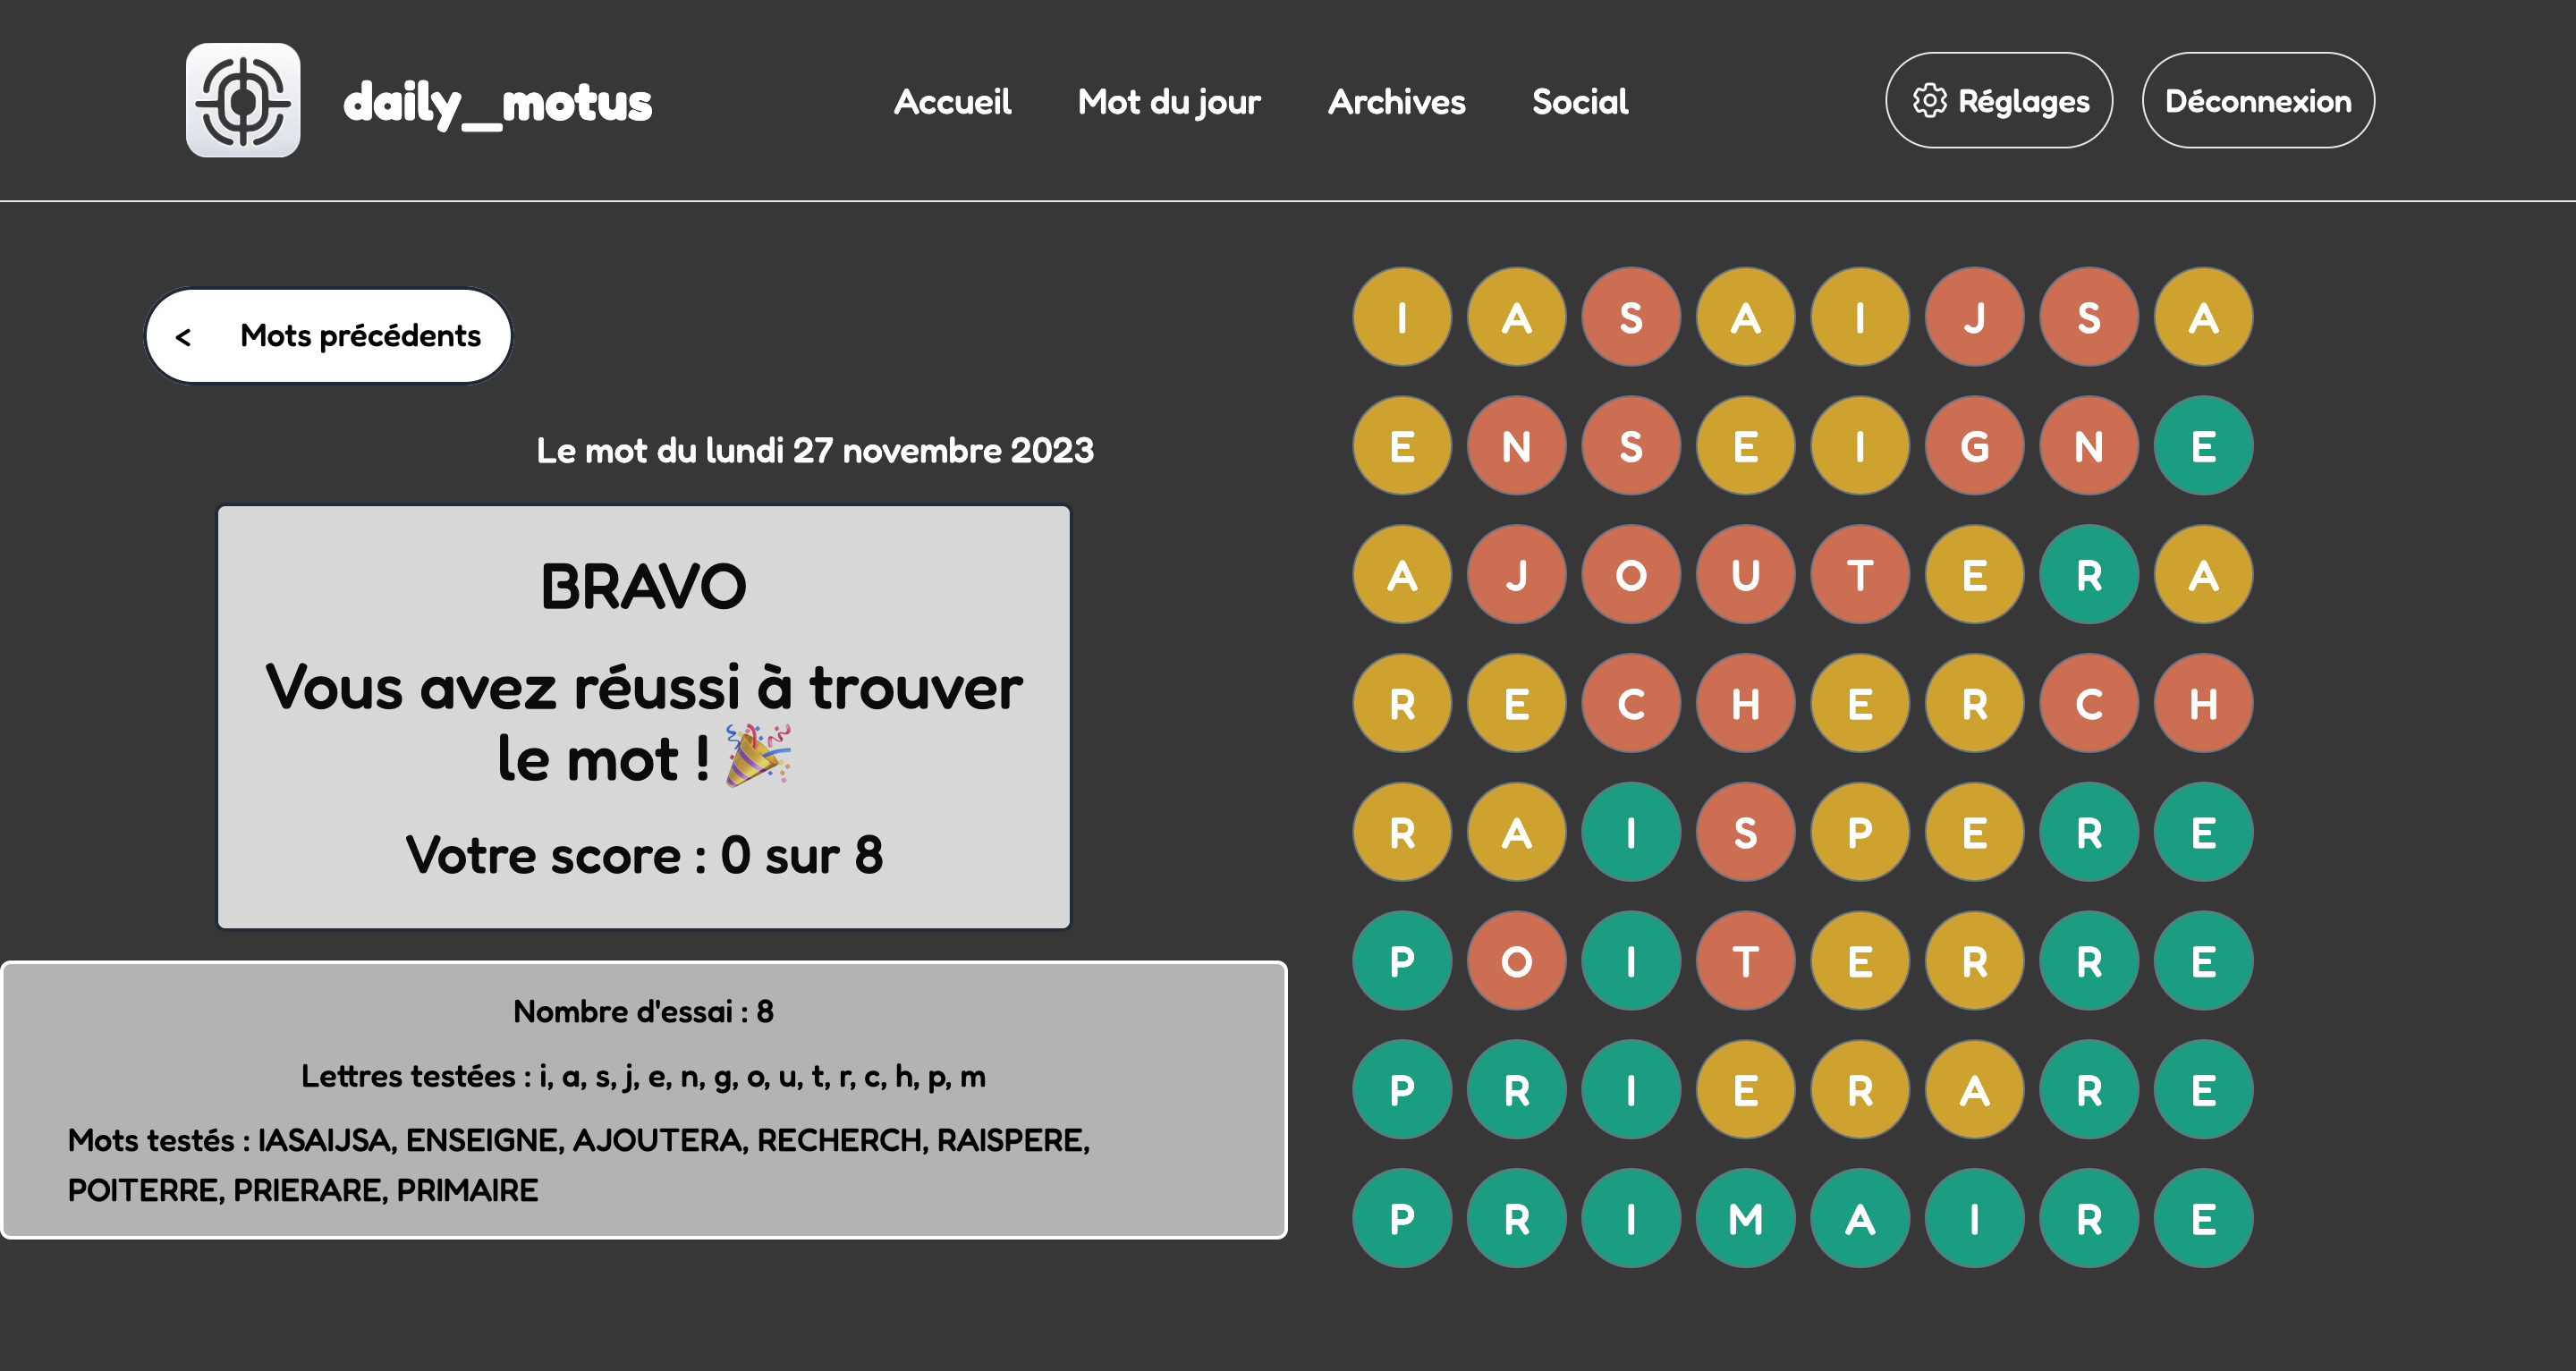 daily_motus
Accueil
Mot du jour
Archives
Social
Réglages
Déconnexion
< Mots précédents
Le mot du lundi 27 novembre 2023
BRAVO
Vous avez réussi à trouver
le mot !
Votre score : 0 sur 8
Nombre d'essai : 8
Lettres testées : i, a, s, j, e, n, g, o, u, t, r, c, h, p, m
Mots testés : IASAIJSA, ENSEIGNE, AJOUTERA, RECHERCH, RAISPERE,
POITERRE, PRIERARE, PRIMAIRE
I A S A I J S A
E N S E I G N E
A J O U T E R A
R E C H E R C H
R A I S P E R E
P O I T E R R E
P R I E R A R E
P R I M A I R E